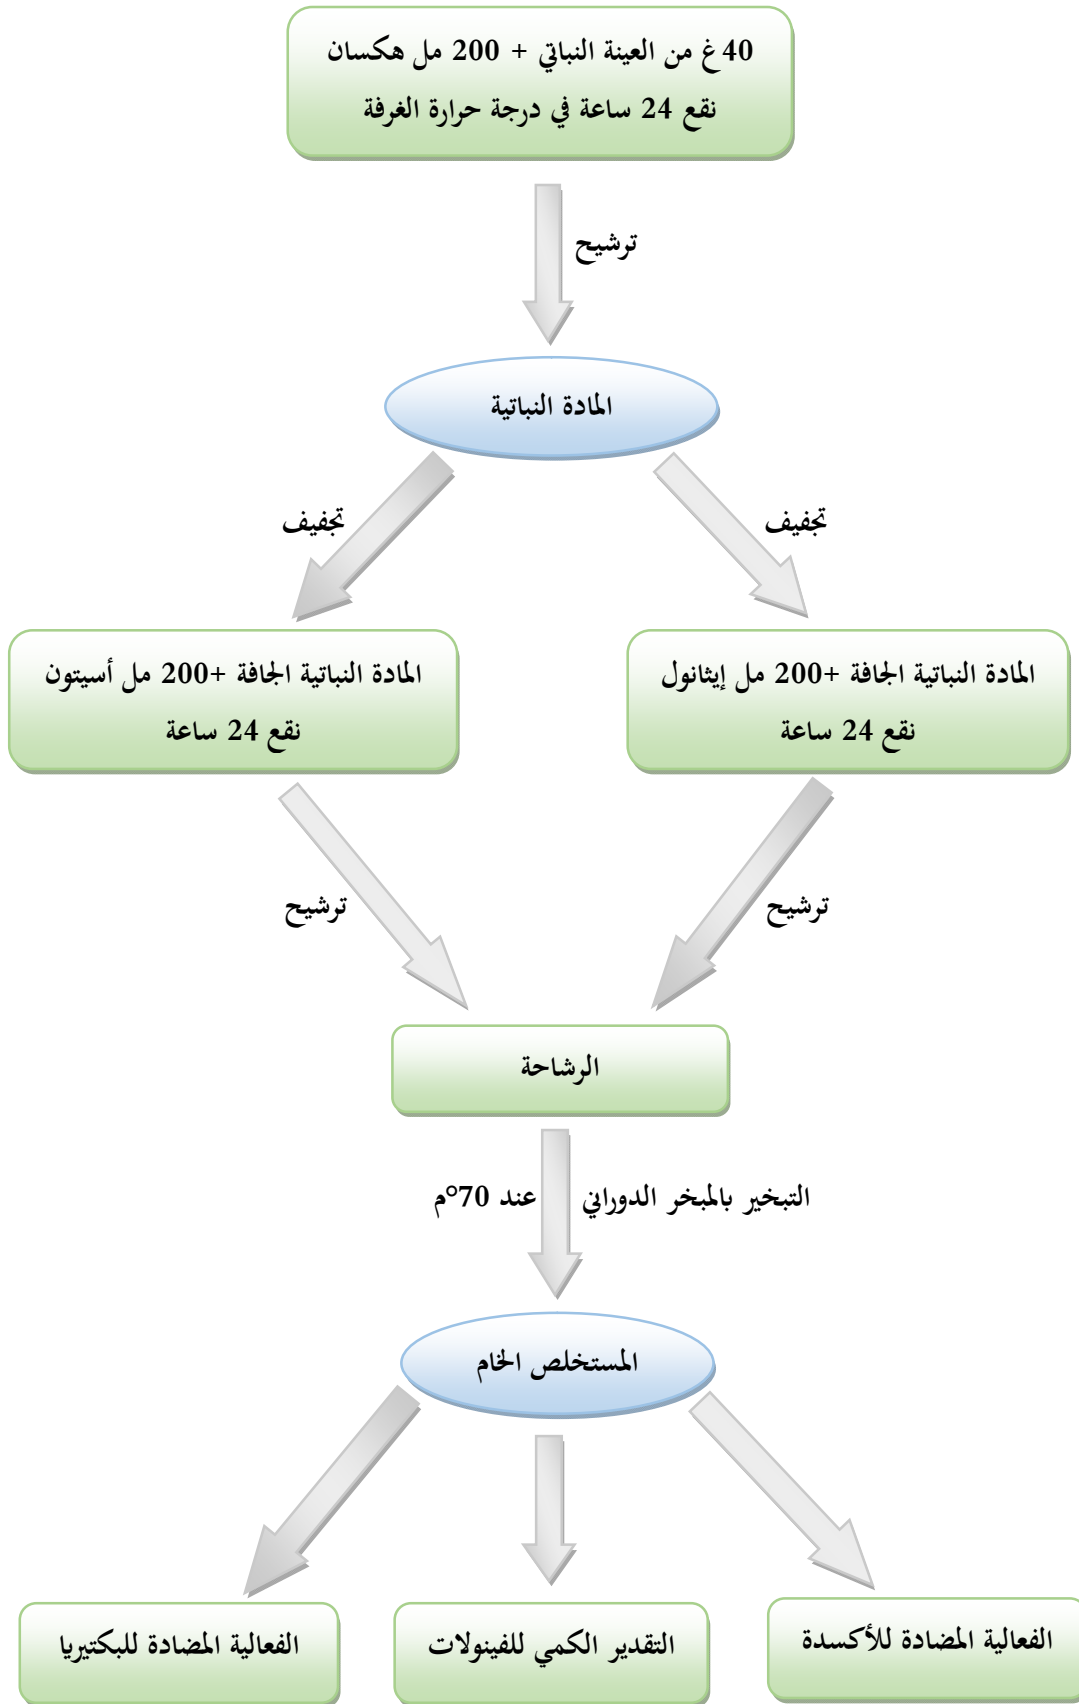 40 غ من العينة النباتي + 200 مل هكسان
نقع 24 ساعة في درجة حرارة الغرفة
ترشيح
المادة النباتية
تجفيف
تجفيف
المادة النباتية الجافة +200 مل إيثانول
نقع 24 ساعة
المادة النباتية الجافة +200 مل أسيتون
نقع 24 ساعة
ترشيح
ترشيح
الرشاحة
التبخير بالمبخر الدوراني عند 70°م
المستخلص الخام
الفعالية المضادة للأكسدة
التقدير الكمي للفينولات
الفعالية المضادة للبكتيريا